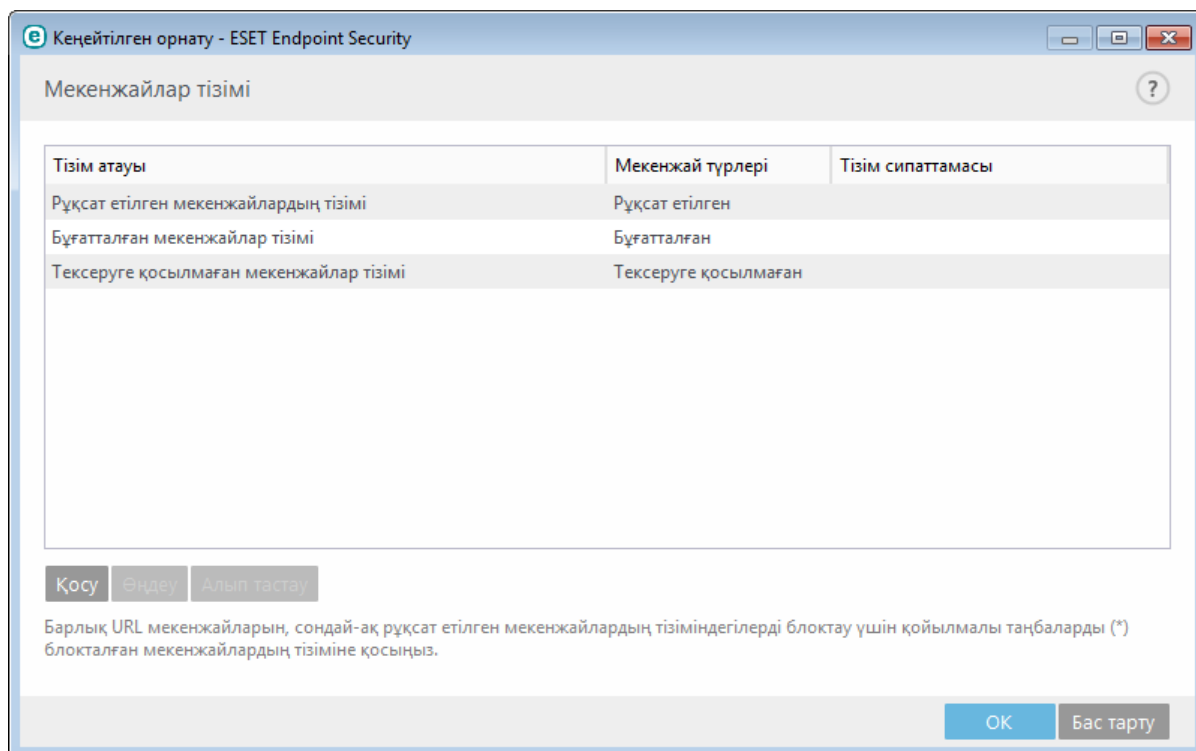 Кеңейтілген орнату - ESET Endpoint Security
Мекенжайлар тізімі
?
Тізім атауы Мекенжай түрлері Тізім сипаттамасы
Рұқсат етілген мекенжайлардың тізімі Рұқсат етілген
Бұғатталған мекенжайлар тізімі Бұғатталған
Тексеруге қосылмаған мекенжайлар тізімі Тексеруге қосылмаған
Қосу Өңдеу Алып тастау
Барлық URL мекенжайларын, сондай-ақ рұқсат етілген мекенжайлардың тізіміндегілерді блоктау үшін қойылмалы таңбаларды (*)
блокталған мекенжайлардың тізіміне қосыңыз.
OK Бас тарту